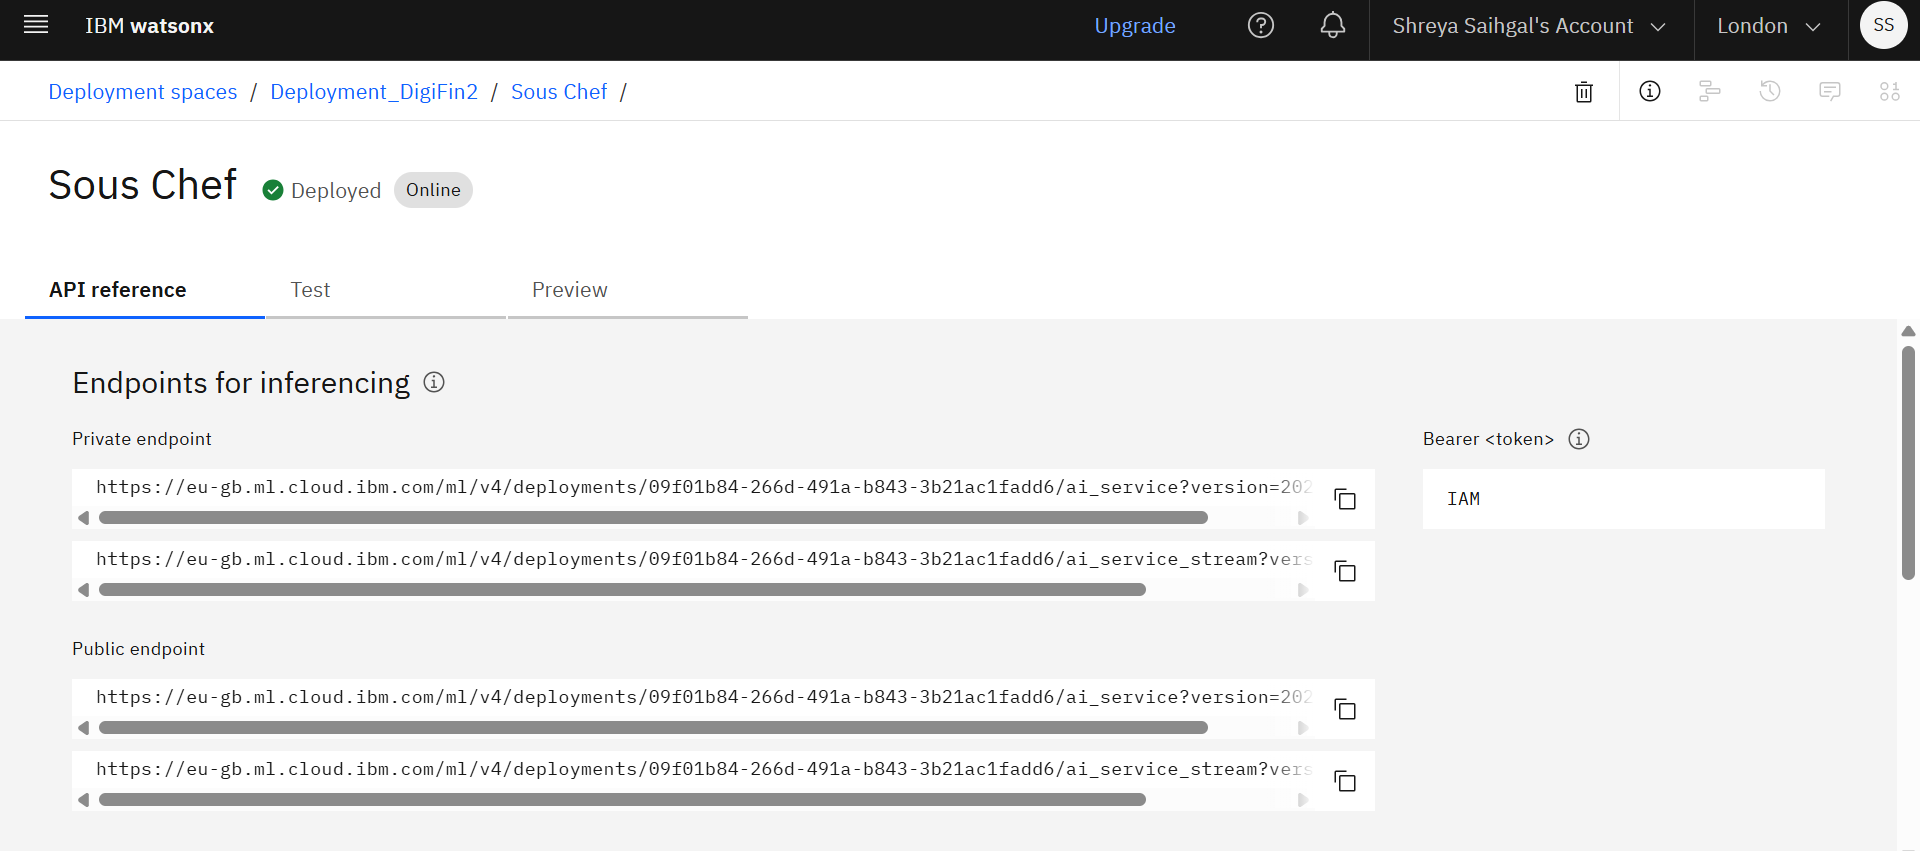 IBM watsonx
Upgrade
Shreya Saihgal's Account
London
SS
Deployment spaces / Deployment_DigiFin2 / Sous Chef /
Sous Chef
Deployed
Online
API reference
Test
Preview
Endpoints for inferencing
Private endpoint
https://eu-gb.ml.cloud.ibm.com/ml/v4/deployments/09f01b84-266d-491a-b843-3b21ac1fadd6/ai_service?version=202
https://eu-gb.ml.cloud.ibm.com/ml/v4/deployments/09f01b84-266d-491a-b843-3b21ac1fadd6/ai_service_stream?vers
Bearer <token>
IAM
Public endpoint
https://eu-gb.ml.cloud.ibm.com/ml/v4/deployments/09f01b84-266d-491a-b843-3b21ac1fadd6/ai_service?version=202
https://eu-gb.ml.cloud.ibm.com/ml/v4/deployments/09f01b84-266d-491a-b843-3b21ac1fadd6/ai_service_stream?vers